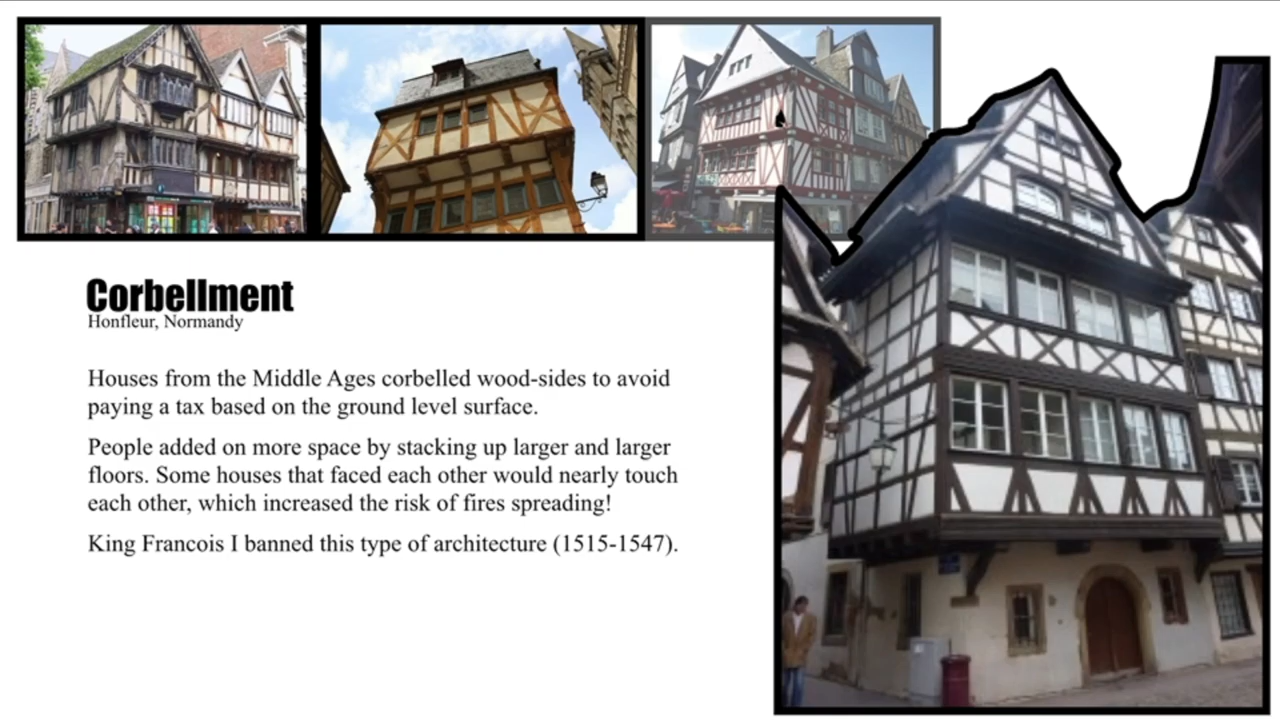 Corbellment
Honfleur, Normandy
Houses from the Middle Ages corbelled wood-sides to avoid
paying a tax based on the ground level surface.
People added on more space by stacking up larger and larger
floors. Some houses that faced each other would nearly touch
each other, which increased the risk of fires spreading!
King Francois I banned this type of architecture (1515-1547).